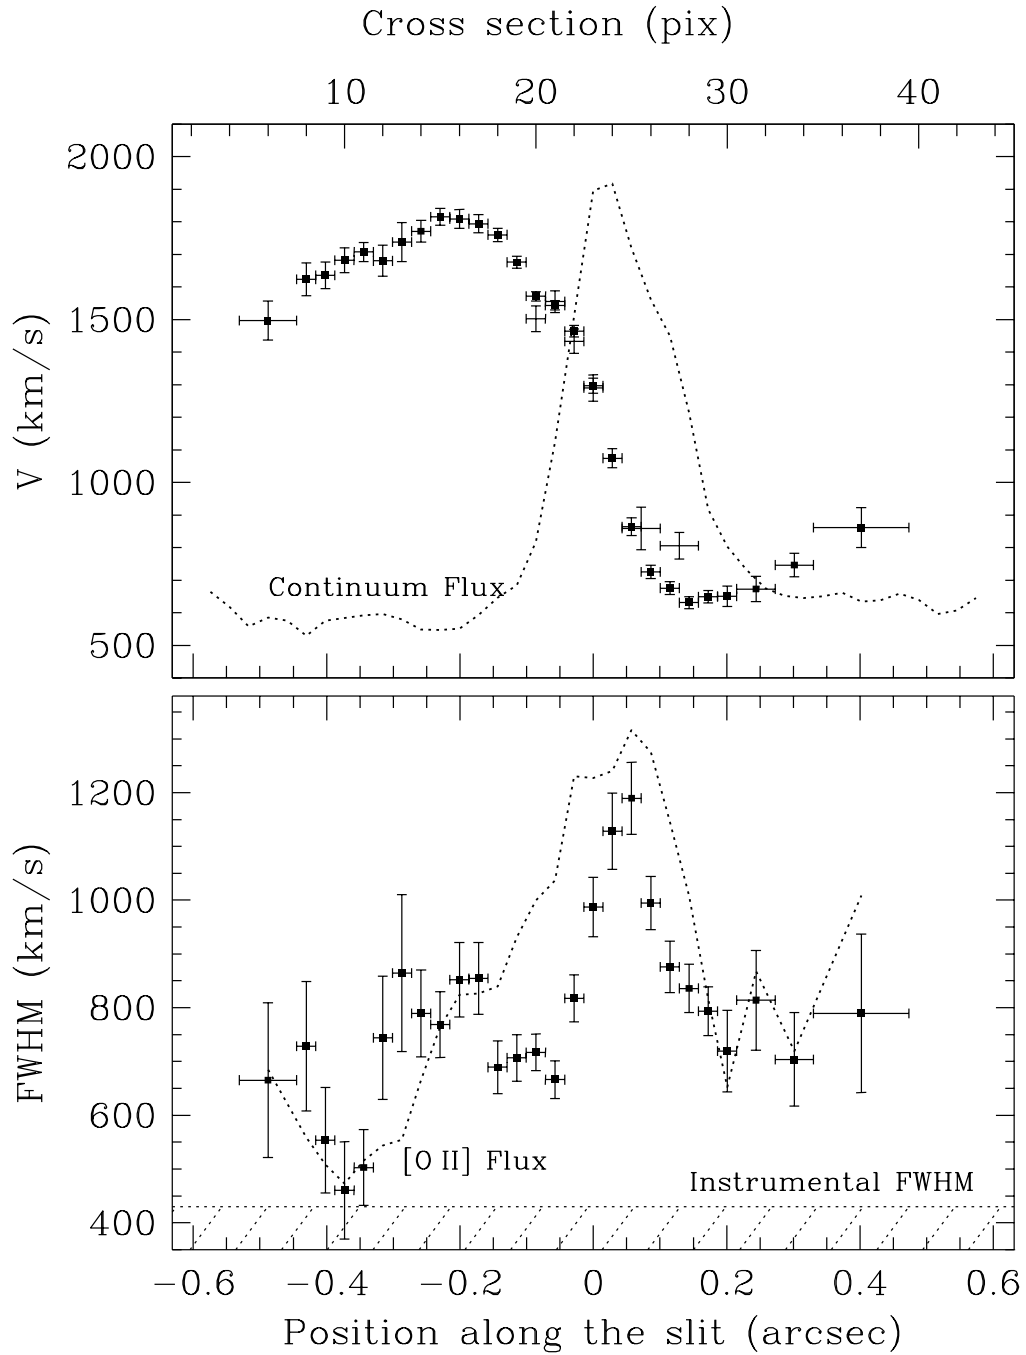 Cross section (pix)
10 20 30 40
2000
1500
1000
500
V (km/s)
Continuum Flux
1200
1000
800
600
400
FWHM (km/s)
[O II] Flux
Instrumental FWHM
−0.6 −0.4 −0.2 0 0.2 0.4 0.6
Position along the slit (arcsec)